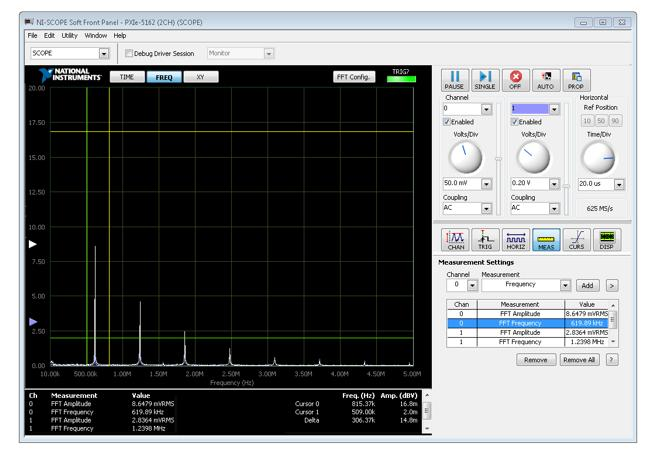 NI-SCOPE Soft Front Panel - PXIe-5162 (2CH) (SCOPE)
File Edit Utility Window Help
SCOPE Debug Driver Session Monitor
NATIONAL INSTRUMENTS TIME FREQ XY FFT Config. TRIG?
PAUSE SINGLE OFF AUTO PROP
20.00
17.50
15.00
12.50
10.00
7.50
5.00
2.50
0.00
10.00k 500.00k 1.00M 1.50M 2.00M 2.50M 3.00M 3.50M 4.00M 4.50M 5.0M
Frequency (Hz)
Channel Horizontal
0 1 Ref Position
Enabled Enabled 10 50 90
Volts/Div Volts/Div Time/Div
50.0 mV 0.20 V 20.0 us
Coupling Coupling
AC AC 625 MS/s
CHAN TRIG HORIZ MEAS CURS DISP
Measurement Settings
Channel Measurement
0 Frequency Add >
Chan Measurement Value
0 FFT Amplitude 8.6479 mVRMS
0 FFT Frequency 619.89 kHz
1 FFT Amplitude 2.8364 mVRMS
1 FFT Frequency 1.2398 MHz
Remove Remove All ?
Ch Measurement Value Freq. (Hz) Amp. (dBV)
0 FFT Amplitude 8.6479 mVRMS Cursor 0 815.37k 16.8m
0 FFT Frequency 619.89 kHz Cursor 1 509.00k 2.0m
1 FFT Amplitude 2.8364 mVRMS Delta 306.37k 14.8m
1 FFT Frequency 1.2398 MHz